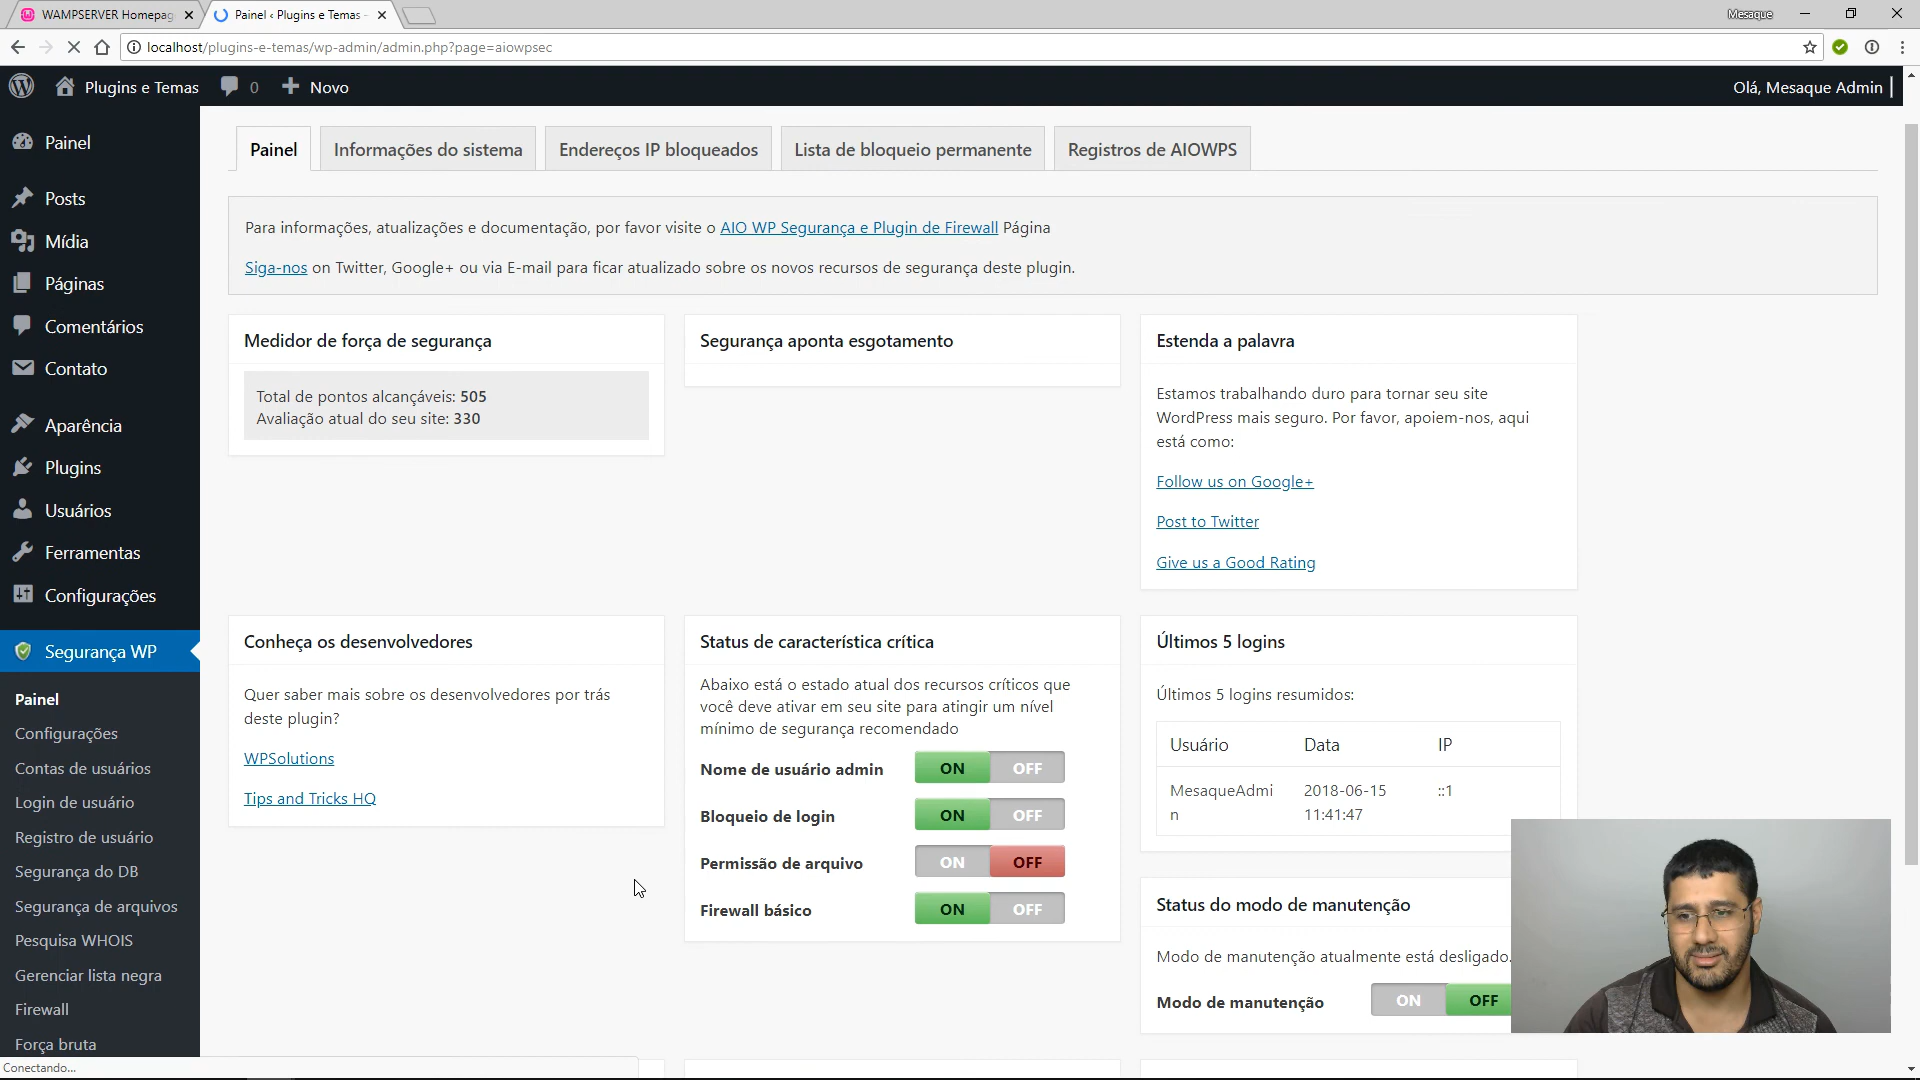 WAMPSERVER Homepag
Painel ‹ Plugins e Temas -
Mesaque
localhost/plugins-e-temas/wp-admin/admin.php?page=aiowpsec
Plugins e Temas
0
Novo
Olá, Mesaque Admin
Painel
Posts
Mídia
Páginas
Comentários
Contato
Aparência
Plugins
Usuários
Ferramentas
Configurações
Segurança WP
Painel
Configurações
Contas de usuários
Login de usuário
Registro de usuário
Segurança do DB
Segurança de arquivos
Pesquisa WHOIS
Gerenciar lista negra
Firewall
Força bruta
Conectando...
Painel
Informações do sistema
Endereços IP bloqueados
Lista de bloqueio permanente
Registros de AIOWPS
Para informações, atualizações e documentação, por favor visite o AIO WP Segurança e Plugin de Firewall Página
Siga-nos on Twitter, Google+ ou via E-mail para ficar atualizado sobre os novos recursos de segurança deste plugin.
Medidor de força de segurança
Total de pontos alcançáveis: 505
Avaliação atual do seu site: 330
Segurança aponta esgotamento
Estenda a palavra
Estamos trabalhando duro para tornar seu site
WordPress mais seguro. Por favor, apoiem-nos, aqui
está como:
Follow us on Google+
Post to Twitter
Give us a Good Rating
Conheça os desenvolvedores
Quer saber mais sobre os desenvolvedores por trás
deste plugin?
WPSolutions
Tips and Tricks HQ
Status de característica crítica
Abaixo está o estado atual dos recursos críticos que
você deve ativar em seu site para atingir um nível
mínimo de segurança recomendado
Nome de usuário admin ON OFF
Bloqueio de login ON OFF
Permissão de arquivo ON OFF
Firewall básico ON OFF
Últimos 5 logins
Últimos 5 logins resumidos:
Usuário Data IP
MesaqueAdmi 2018-06-15 ::1
n 11:41:47
Status do modo de manutenção
Modo de manutenção atualmente está desligado.
Modo de manutenção ON OFF